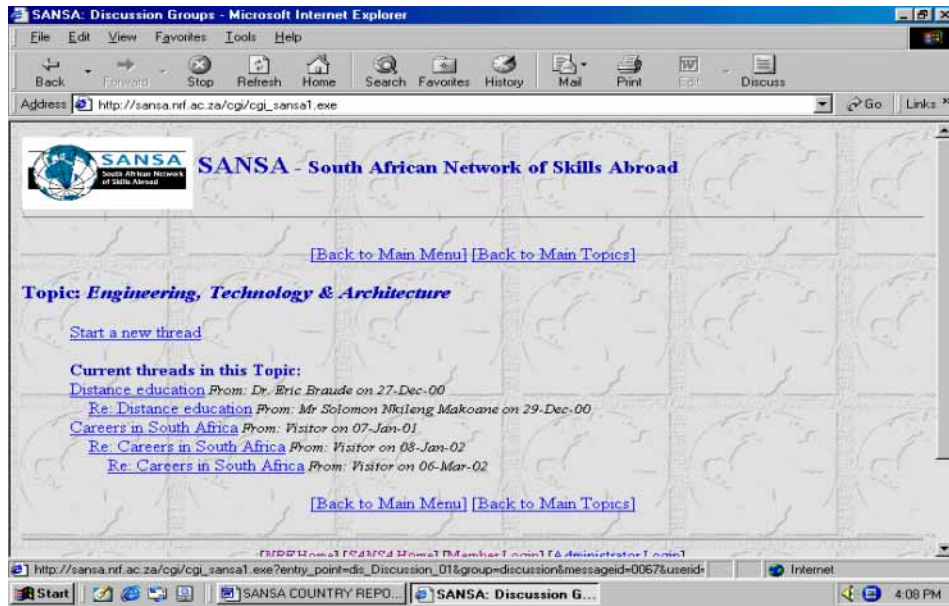 SANSA: Discussion Groups - Microsoft Internet Explorer
File Edit View Favorites Tools Help
Back Forward Stop Refresh Home Search Favorites History Mail Print Edit Discuss
Address http://sansa.nrf.ac.za/cgi/cgi_sansa1.exe Go Links »
SANSA
South African Network
of Skills Abroad
SANSA - South African Network of Skills Abroad
[Back to Main Menu] [Back to Main Topics]
Topic: Engineering, Technology & Architecture
Start a new thread
Current threads in this Topic:
Distance education From: Dr. Eric Braude on 27-Dec-00
Re: Distance education From: Mr Solomon Nkileng Makoane on 29-Dec-00
Careers in South Africa From: Visitor on 07-Jan-01
Re: Careers in South Africa From: Visitor on 08-Jan-02
Re: Careers in South Africa From: Visitor on 06-Mar-02
[Back to Main Menu] [Back to Main Topics]
[NRF Home] [SANSA Home] [Member Login] [Administrator Login]
http://sansa.nrf.ac.za/cgi/cgi_sansa1.exe?entry_point=dis_Discussion_01&group=discussion&messageid=0067&userid= Internet
Start SANSA COUNTRY REPO... SANSA: Discussion G... 4:08 PM